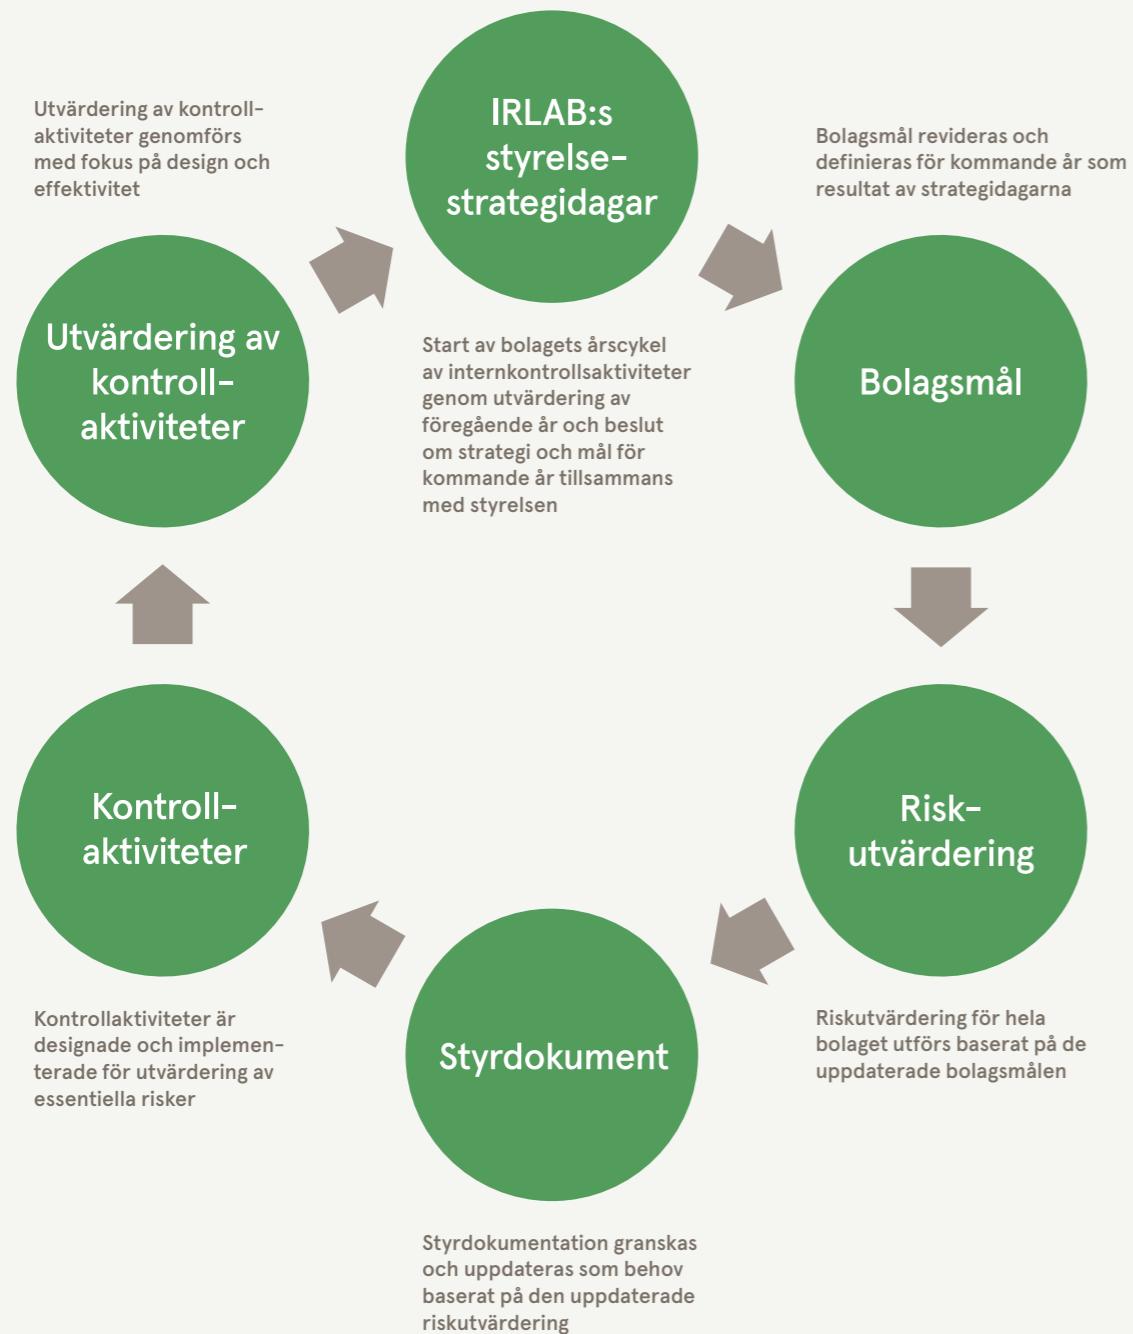 IRLAB:s
styrelse-
strategidagar
Start av bolagets årscykel
av internkontrollsaktiviteter
genom utvärdering av
föregående år och beslut
om strategi och mål för
kommande år tillsammans
med styrelsen
Bolagsmål revideras och
definieras för kommande år som
resultat av strategidagarna
Bolagsmål
Risk-
utvärdering
Riskutvärdering för hela
bolaget utförs baserat på de
uppdaterade bolagsmålen
Styrdokument
Styrdokumentation granskas
och uppdateras som behov
baserat på den uppdaterade
riskutvärdering
Kontroll-
aktiviteter
Kontrollaktiviteter är
designade och implemen-
terade för utvärdering av
essentiella risker
Utvärdering av kontroll-
aktiviteter genomförs
med fokus på design och
effektivitet
Utvärdering av
kontroll-
aktiviteter